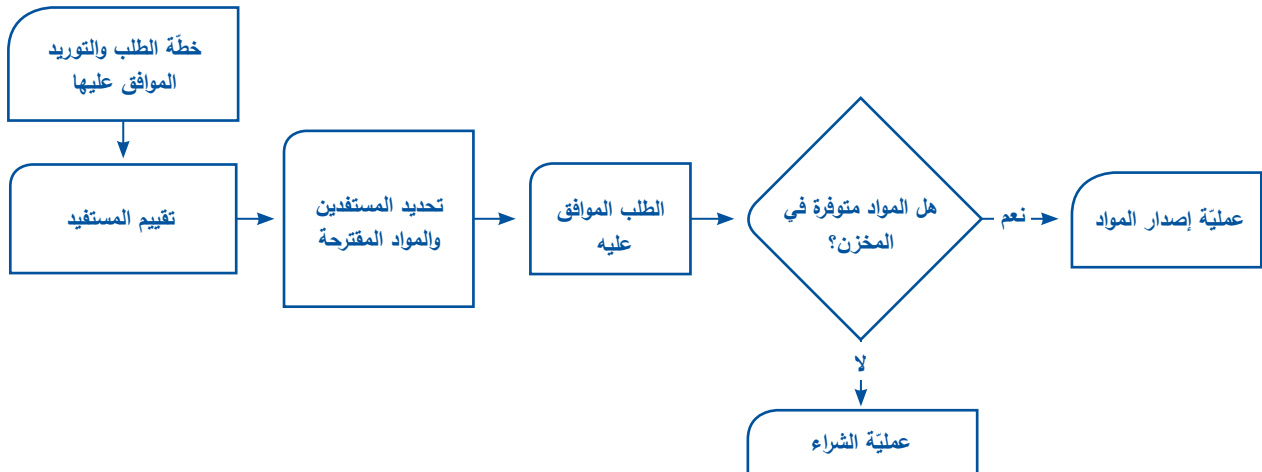 خطّة الطلب والتوريد
الموافق عليها
تقييم المستفيد
تحديد المستفدين
والمواد المقترحة
الطلب الموافق
عليه
هل المواد متوفرة في
المخزن؟
نعم
عمليّة إصدار المواد
لا
عمليّة الشراء